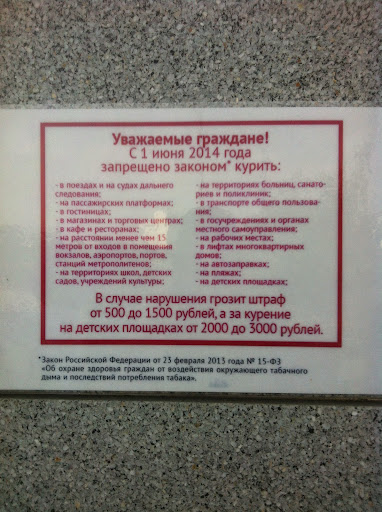 Уважаемые граждане!
С 1 июня 2014 года
запрещено законом* курить:
- в поездах и на судах дальнего
следования;
- на пассажирских платформах;
- в гостиницах;
- в магазинах и торговых центрах;
- в кафе и ресторанах;
- на расстоянии менее чем 15
метров от входов в помещения
вокзалов, аэропортов, портов,
станций метрополитенов;
- на территориях школ, детских
садов, учреждений культуры;
- на территориях больниц, санато-
риев и поликлиник;
- в транспорте общего пользова-
ния;
- в госучреждениях и органах
местного самоуправления;
- на рабочих местах;
- в лифтах многоквартирных
домов;
- на автозаправках;
- на пляжах;
- на детских площадках;
В случае нарушения грозит штраф
от 500 до 1500 рублей, а за курение
на детских площадках от 2000 до 3000 рублей.
*Закон Российской Федерации от 23 февраля 2013 года № 15-ФЗ
«Об охране здоровья граждан от воздействия окружающего табачного
дыма и последствий потребления табака».